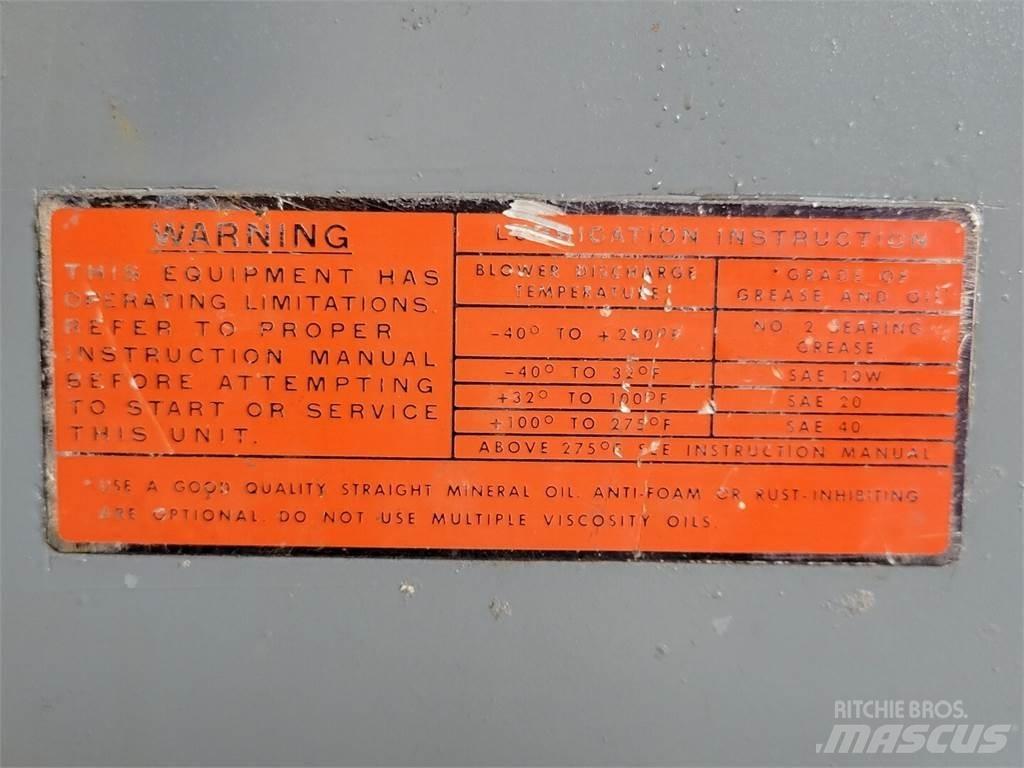 WARNING
THIS EQUIPMENT HAS
OPERATING LIMITATIONS.
REFER TO PROPER
INSTRUCTION MANUAL
BEFORE ATTEMPTING
TO START OR SERVICE
THIS UNIT.
LUBRICATION INSTRUCTION
BLOWER DISCHARGE
TEMPERATURE
*GRADE OF
GREASE AND OIL
-40° TO +250°F
NO. 2 BEARING
GREASE
-40° TO 32°F
SAE 10W
+32° TO 100°F
SAE 20
+100° TO 275°F
SAE 40
ABOVE 275°F SEE INSTRUCTION MANUAL
*USE A GOOD QUALITY STRAIGHT MINERAL OIL. ANTI-FOAM OR RUST-INHIBITING
ARE OPTIONAL. DO NOT USE MULTIPLE VISCOSITY OILS.
RITCHIE BROS.
MASCUS